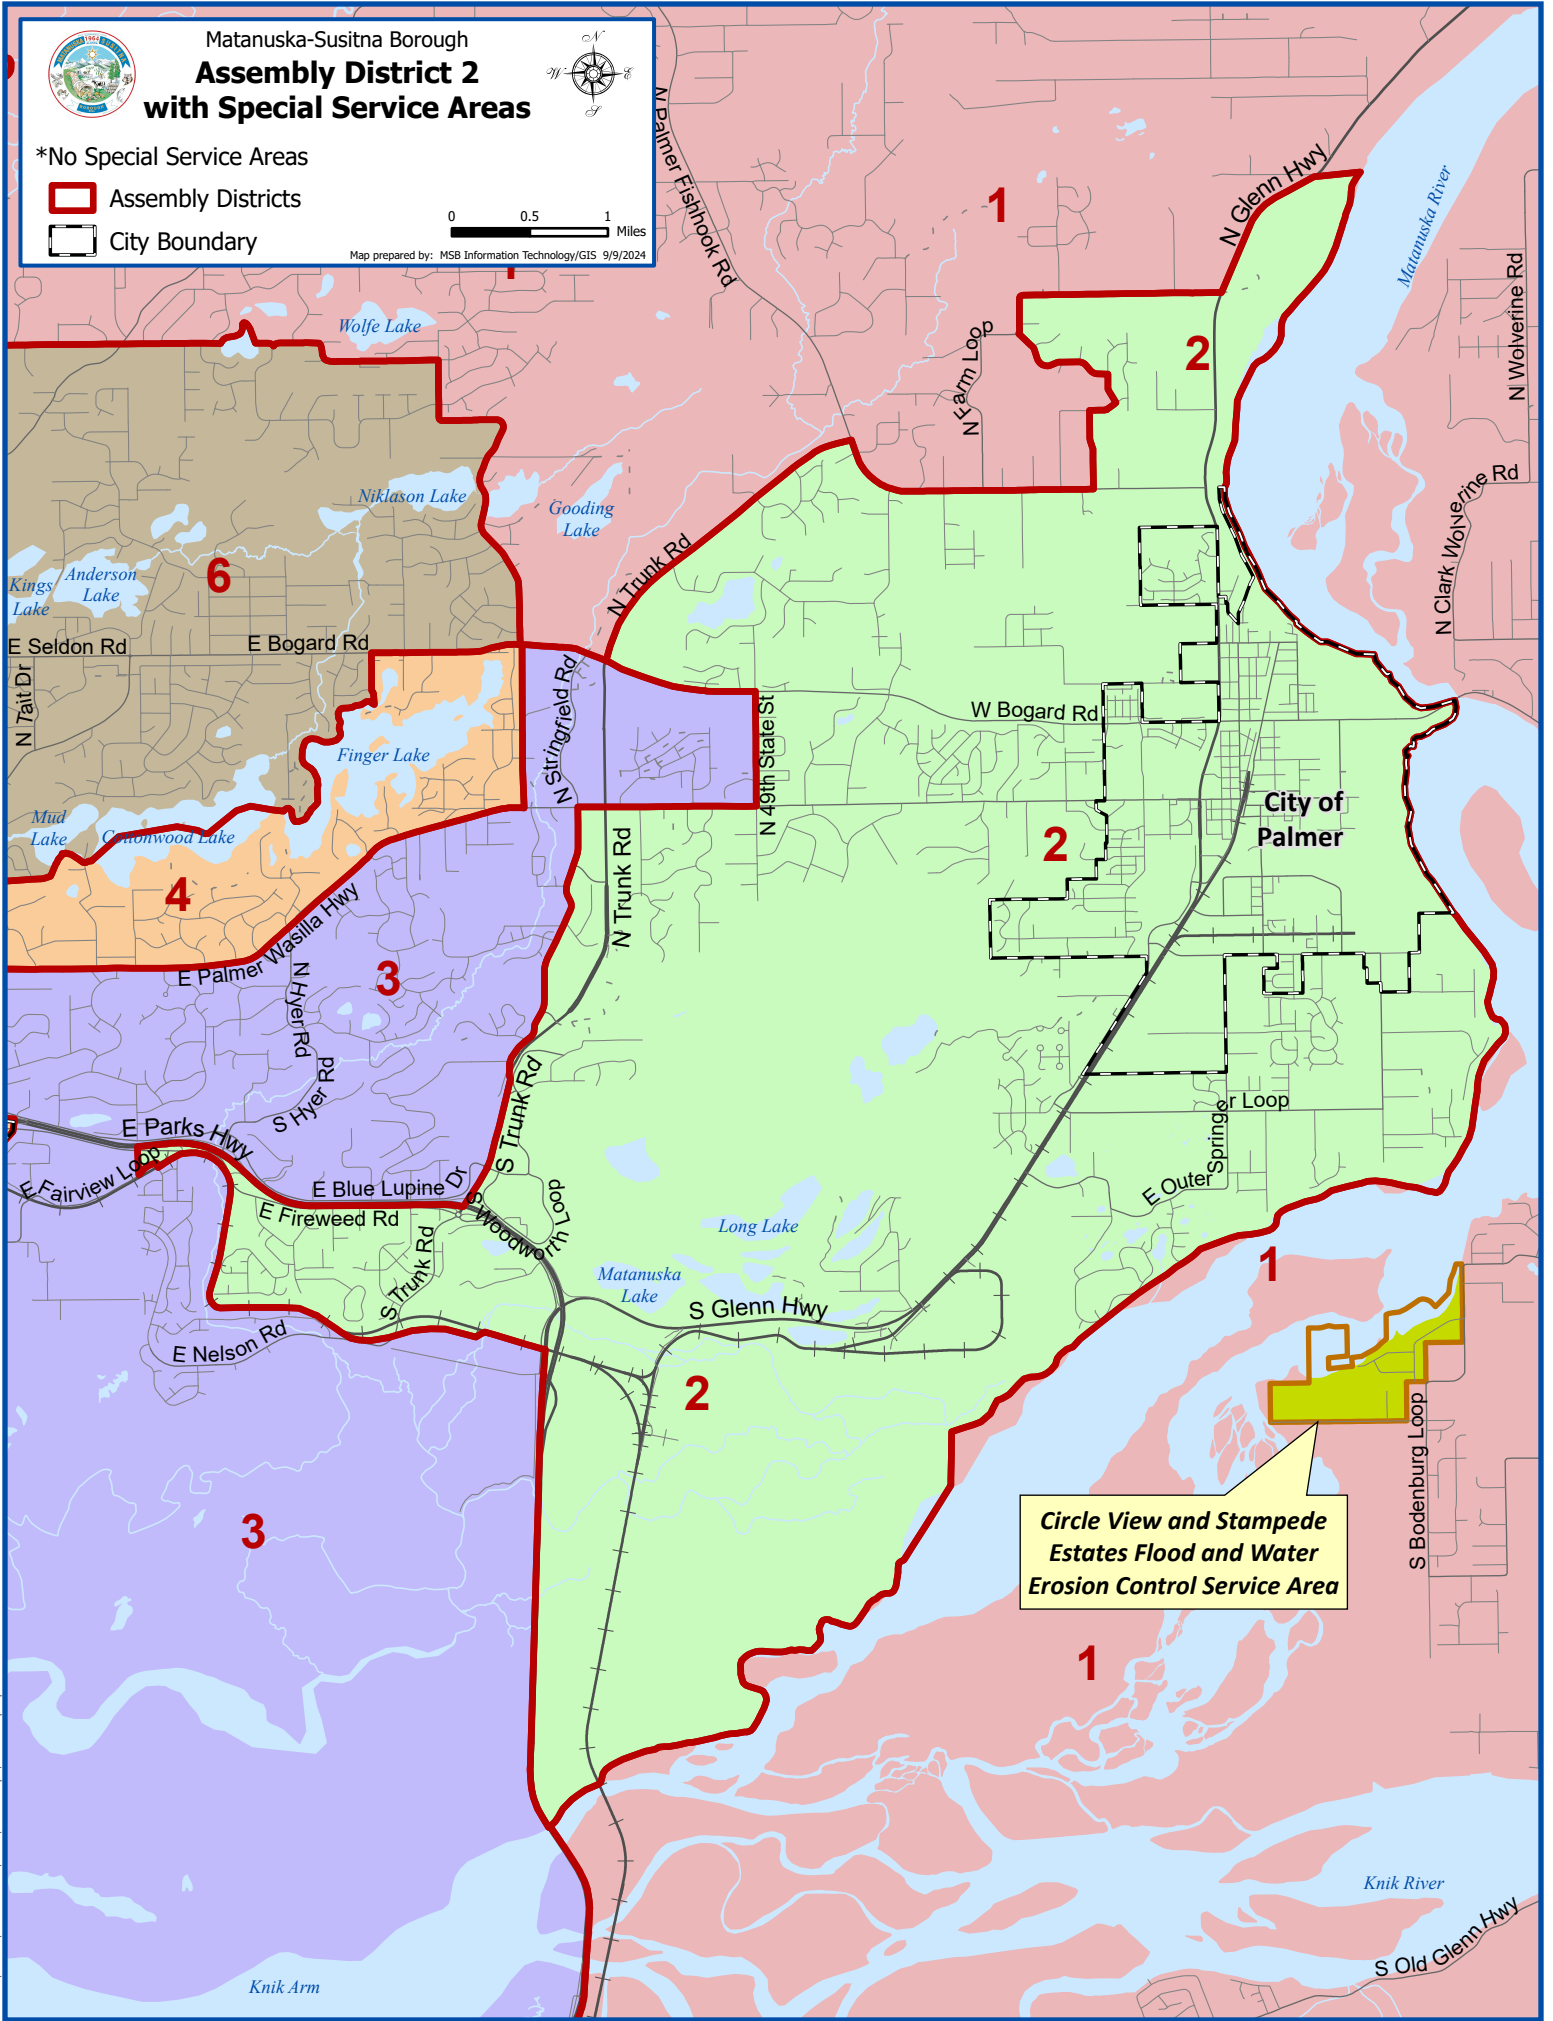 Matanuska-Susitna Borough
Assembly District 2
with Special Service Areas
N
W
E
S
*No Special Service Areas
Assembly Districts
City Boundary
0 0.5 1
Miles
Map prepared by: MSB Information Technology/GIS 9/9/2024
N Palmer Fishhook Rd
1
N Glenn Hwy
Matanuska River
N Wolverine Rd
Wolfe Lake
N Farm Loop
2
Niklason Lake
Gooding
Lake
N Clark Wolverine Rd
N Trunk Rd
6
Kings
Lake
Anderson
Lake
E Seldon Rd
E Bogard Rd
N Tait Dr
N Stringfield Rd
N 49th State St
W Bogard Rd
Finger Lake
Mud
Lake
Cottonwood Lake
City of
Palmer
2
4
N Trunk Rd
E Palmer Wasilla Hwy
3
N Hyer Rd
S Hyer Rd
S Trunk Rd
E Parks Hwy
E Fairview Loop
E Blue Lupine Dr
E Fireweed Rd
S Woodworth Loop
S Trunk Rd
E Outer Springer Loop
Long Lake
Matanuska
Lake
S Glenn Hwy
E Nelson Rd
1
2
S Bodenburg Loop
Circle View and Stampede
Estates Flood and Water
Erosion Control Service Area
3
1
Knik River
S Old Glenn Hwy
Knik Arm